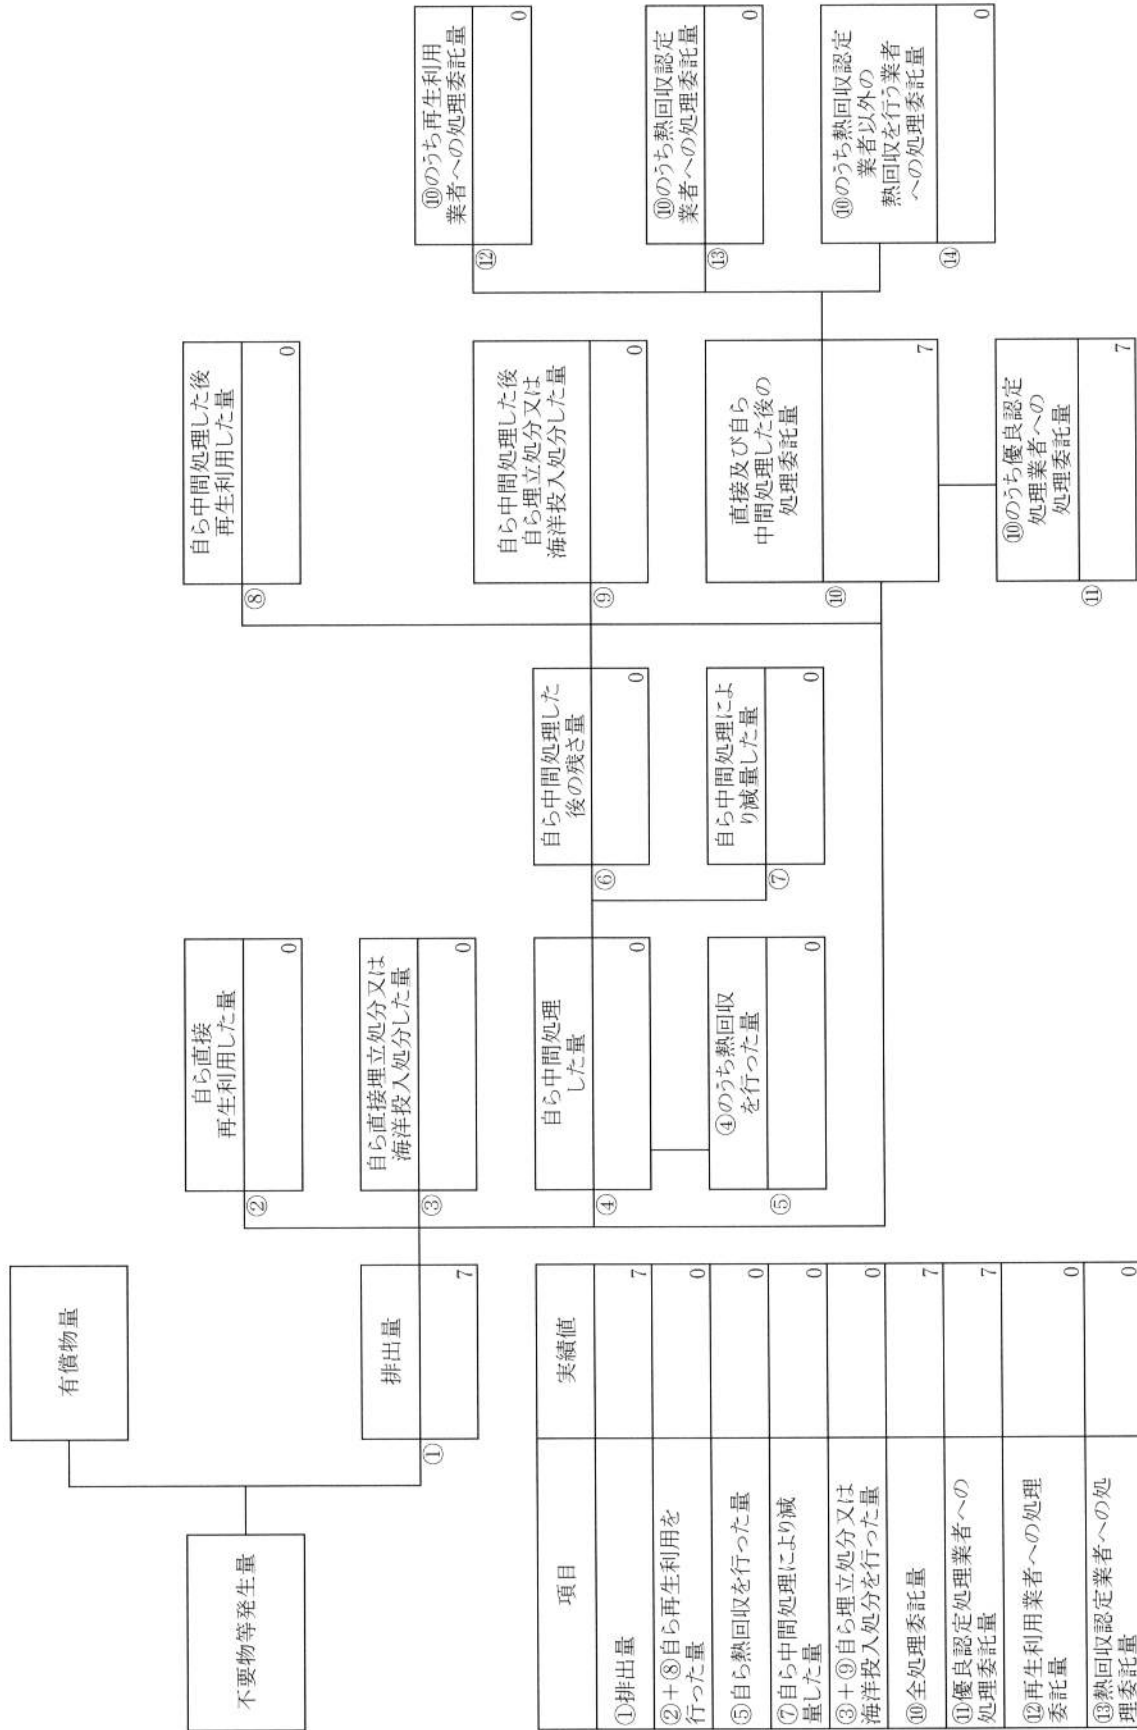 不要物等発生量
有償物量
①
排出量
7
②
自ら直接
再生利用した量
0
③
自ら直接埋立処分又は
海洋投入処分した量
0
④
自ら中間処理
した量
0
⑤
④のうち熱回収
を行った量
0
⑥
自ら中間処理した
後の残さ量
0
⑦
自ら中間処理によ
り減量した量
0
⑧
自ら中間処理した後
再生利用した量
0
⑨
自ら中間処理した後
自ら埋立処分又は
海洋投入処分した量
0
⑩
直接及び自ら
中間処理した後の
処理委託量
7
⑪
⑩のうち優良認定
処理業者への
処理委託量
7
⑫
⑩のうち再生利用
業者への処理委託量
0
⑬
⑩のうち熱回収認定
業者への処理委託量
0
⑭
⑩のうち熱回収認定
業者以外の
熱回収を行う業者
への処理委託量
0
項目 実績値
①排出量 7
②+⑧自ら再生利用を
行った量 0
⑤自ら熱回収を行った量 0
⑦自ら中間処理により減
量した量 0
③+⑨自ら埋立処分又は
海洋投入処分を行った量 0
⑩全処理委託量 7
⑪優良認定処理業者への
処理委託量 7
⑫再生利用業者への処理
委託量 0
⑬熱回収認定業者への処
理委託量 0